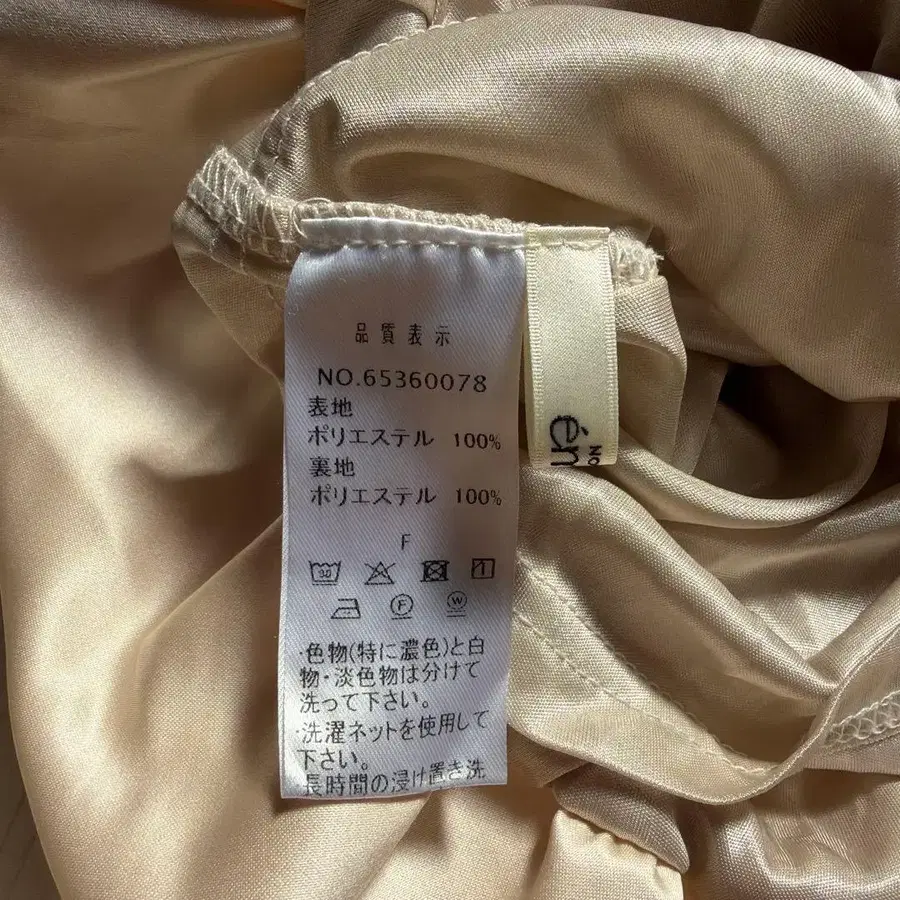 品質表示
NO.65360078
表地
ポリエステル 100%
裏地
ポリエステル 100%
F
30
F
W
・色物(特に濃色)と白
物・淡色物は分けて
洗って下さい。
・洗濯ネットを使用して
下さい。
長時間の浸け置き洗
én
NO